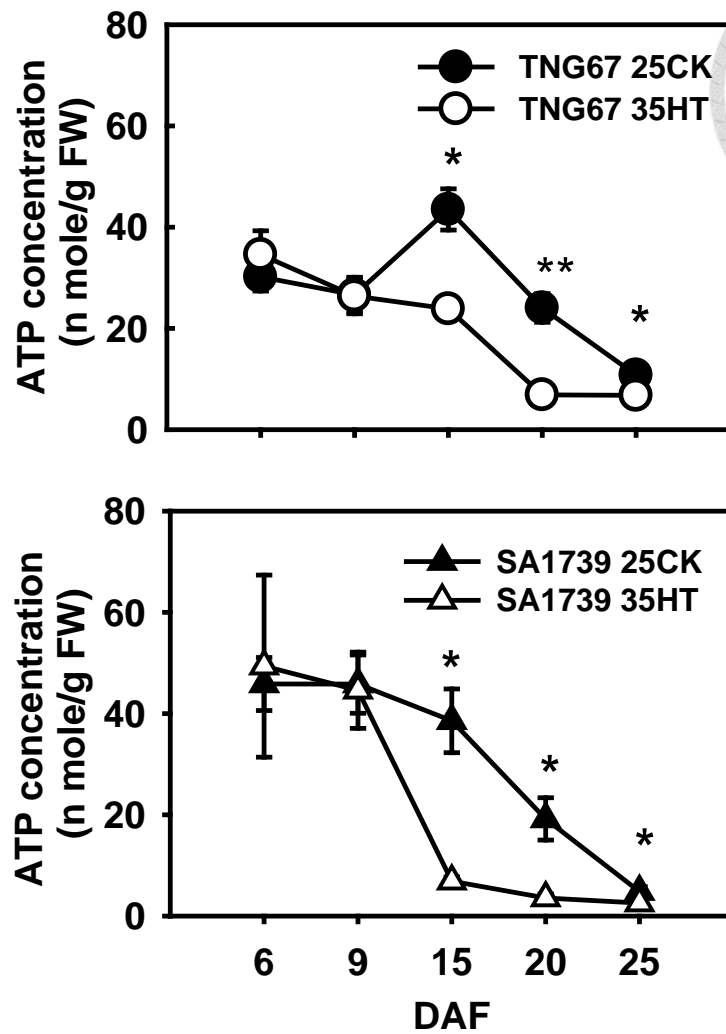 80
60
40
20
0
ATP concentration
(n mole/g FW)
TNG67 25CK
TNG67 35HT
*
**
*
80
60
40
20
0
ATP concentration
(n mole/g FW)
SA1739 25CK
SA1739 35HT
*
*
*
6 9 15 20 25
DAF